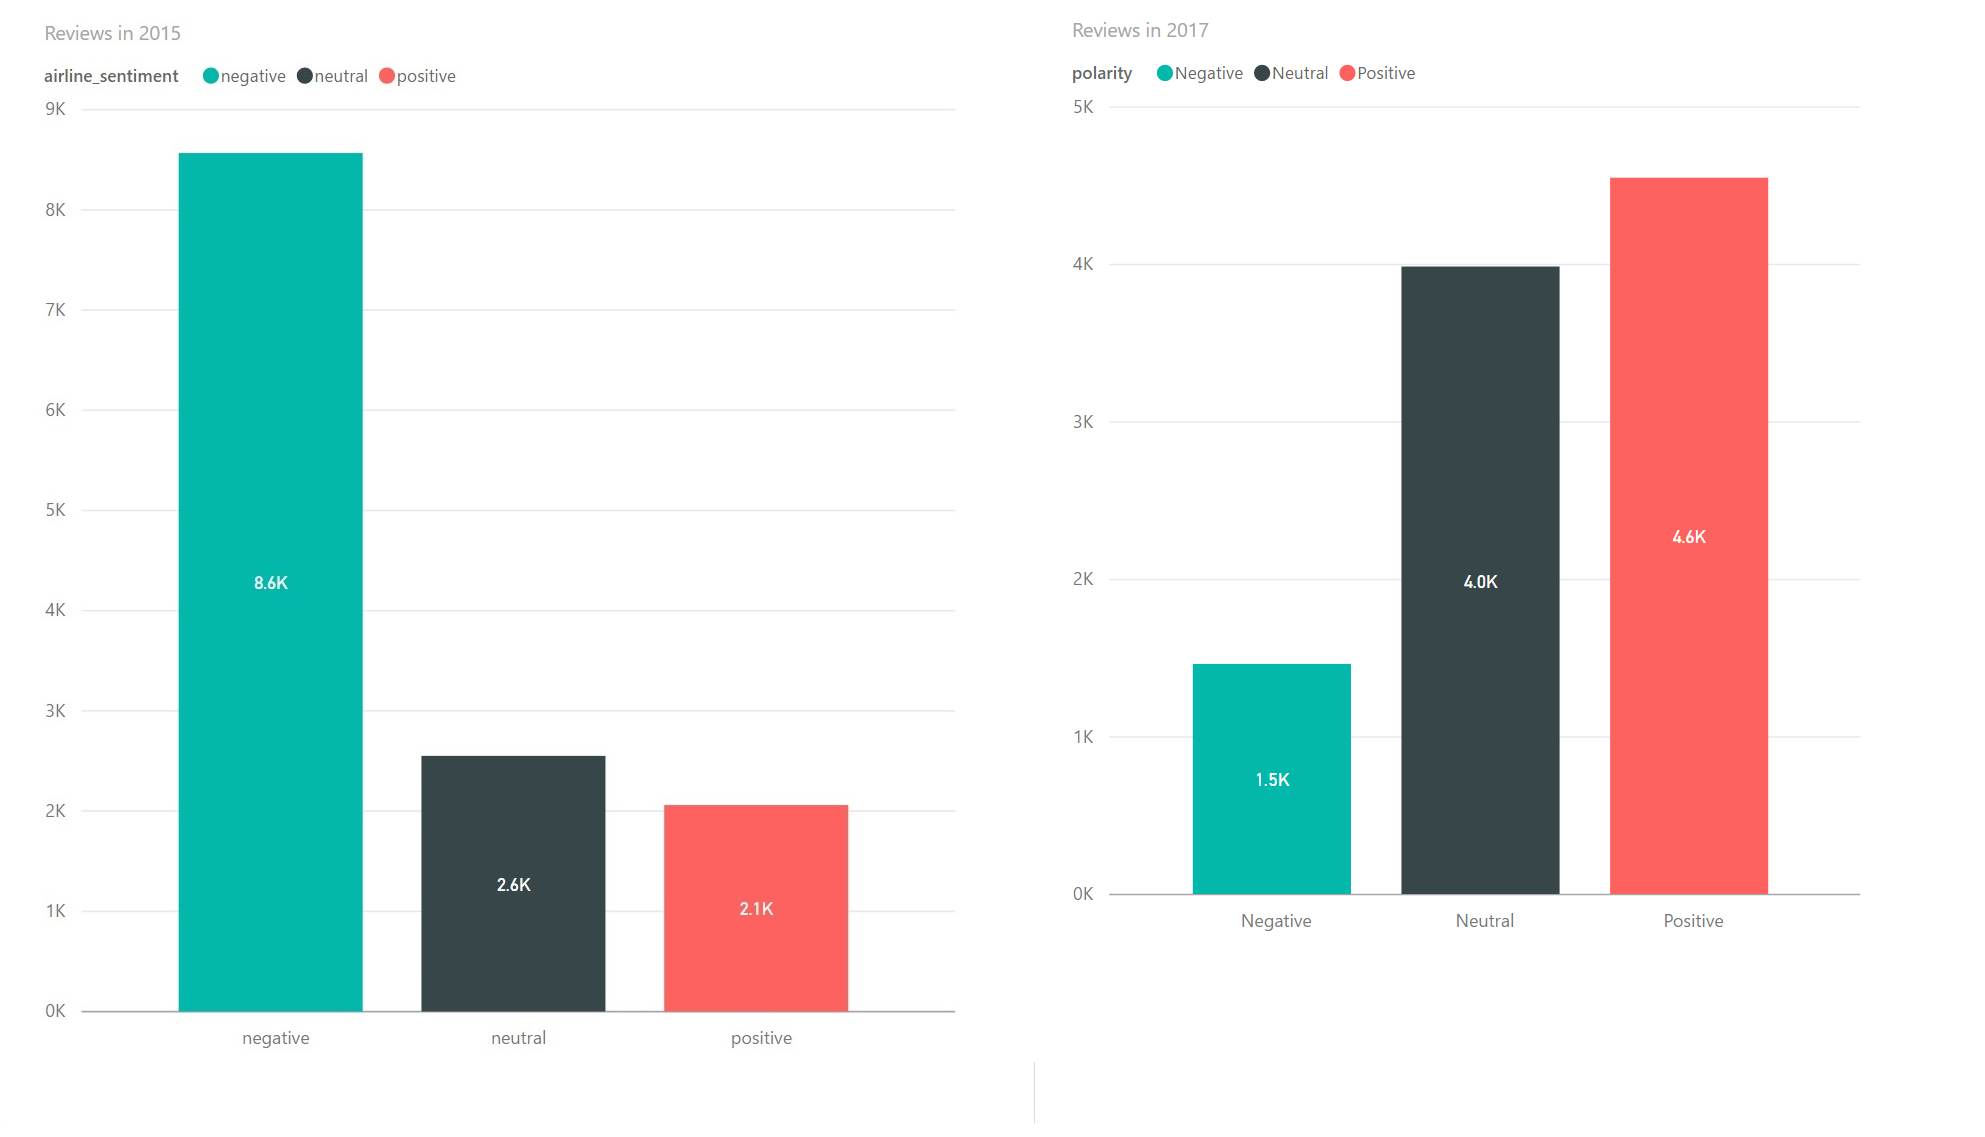 Reviews in 2015
airline_sentiment negative neutral positive
9K
8K
7K
6K
5K
4K
3K
2K
1K
0K
8.6K
2.6K
2.1K
negative neutral positive
Reviews in 2017
polarity Negative Neutral Positive
5K
4K
3K
2K
1K
0K
1.5K
4.0K
4.6K
Negative Neutral Positive